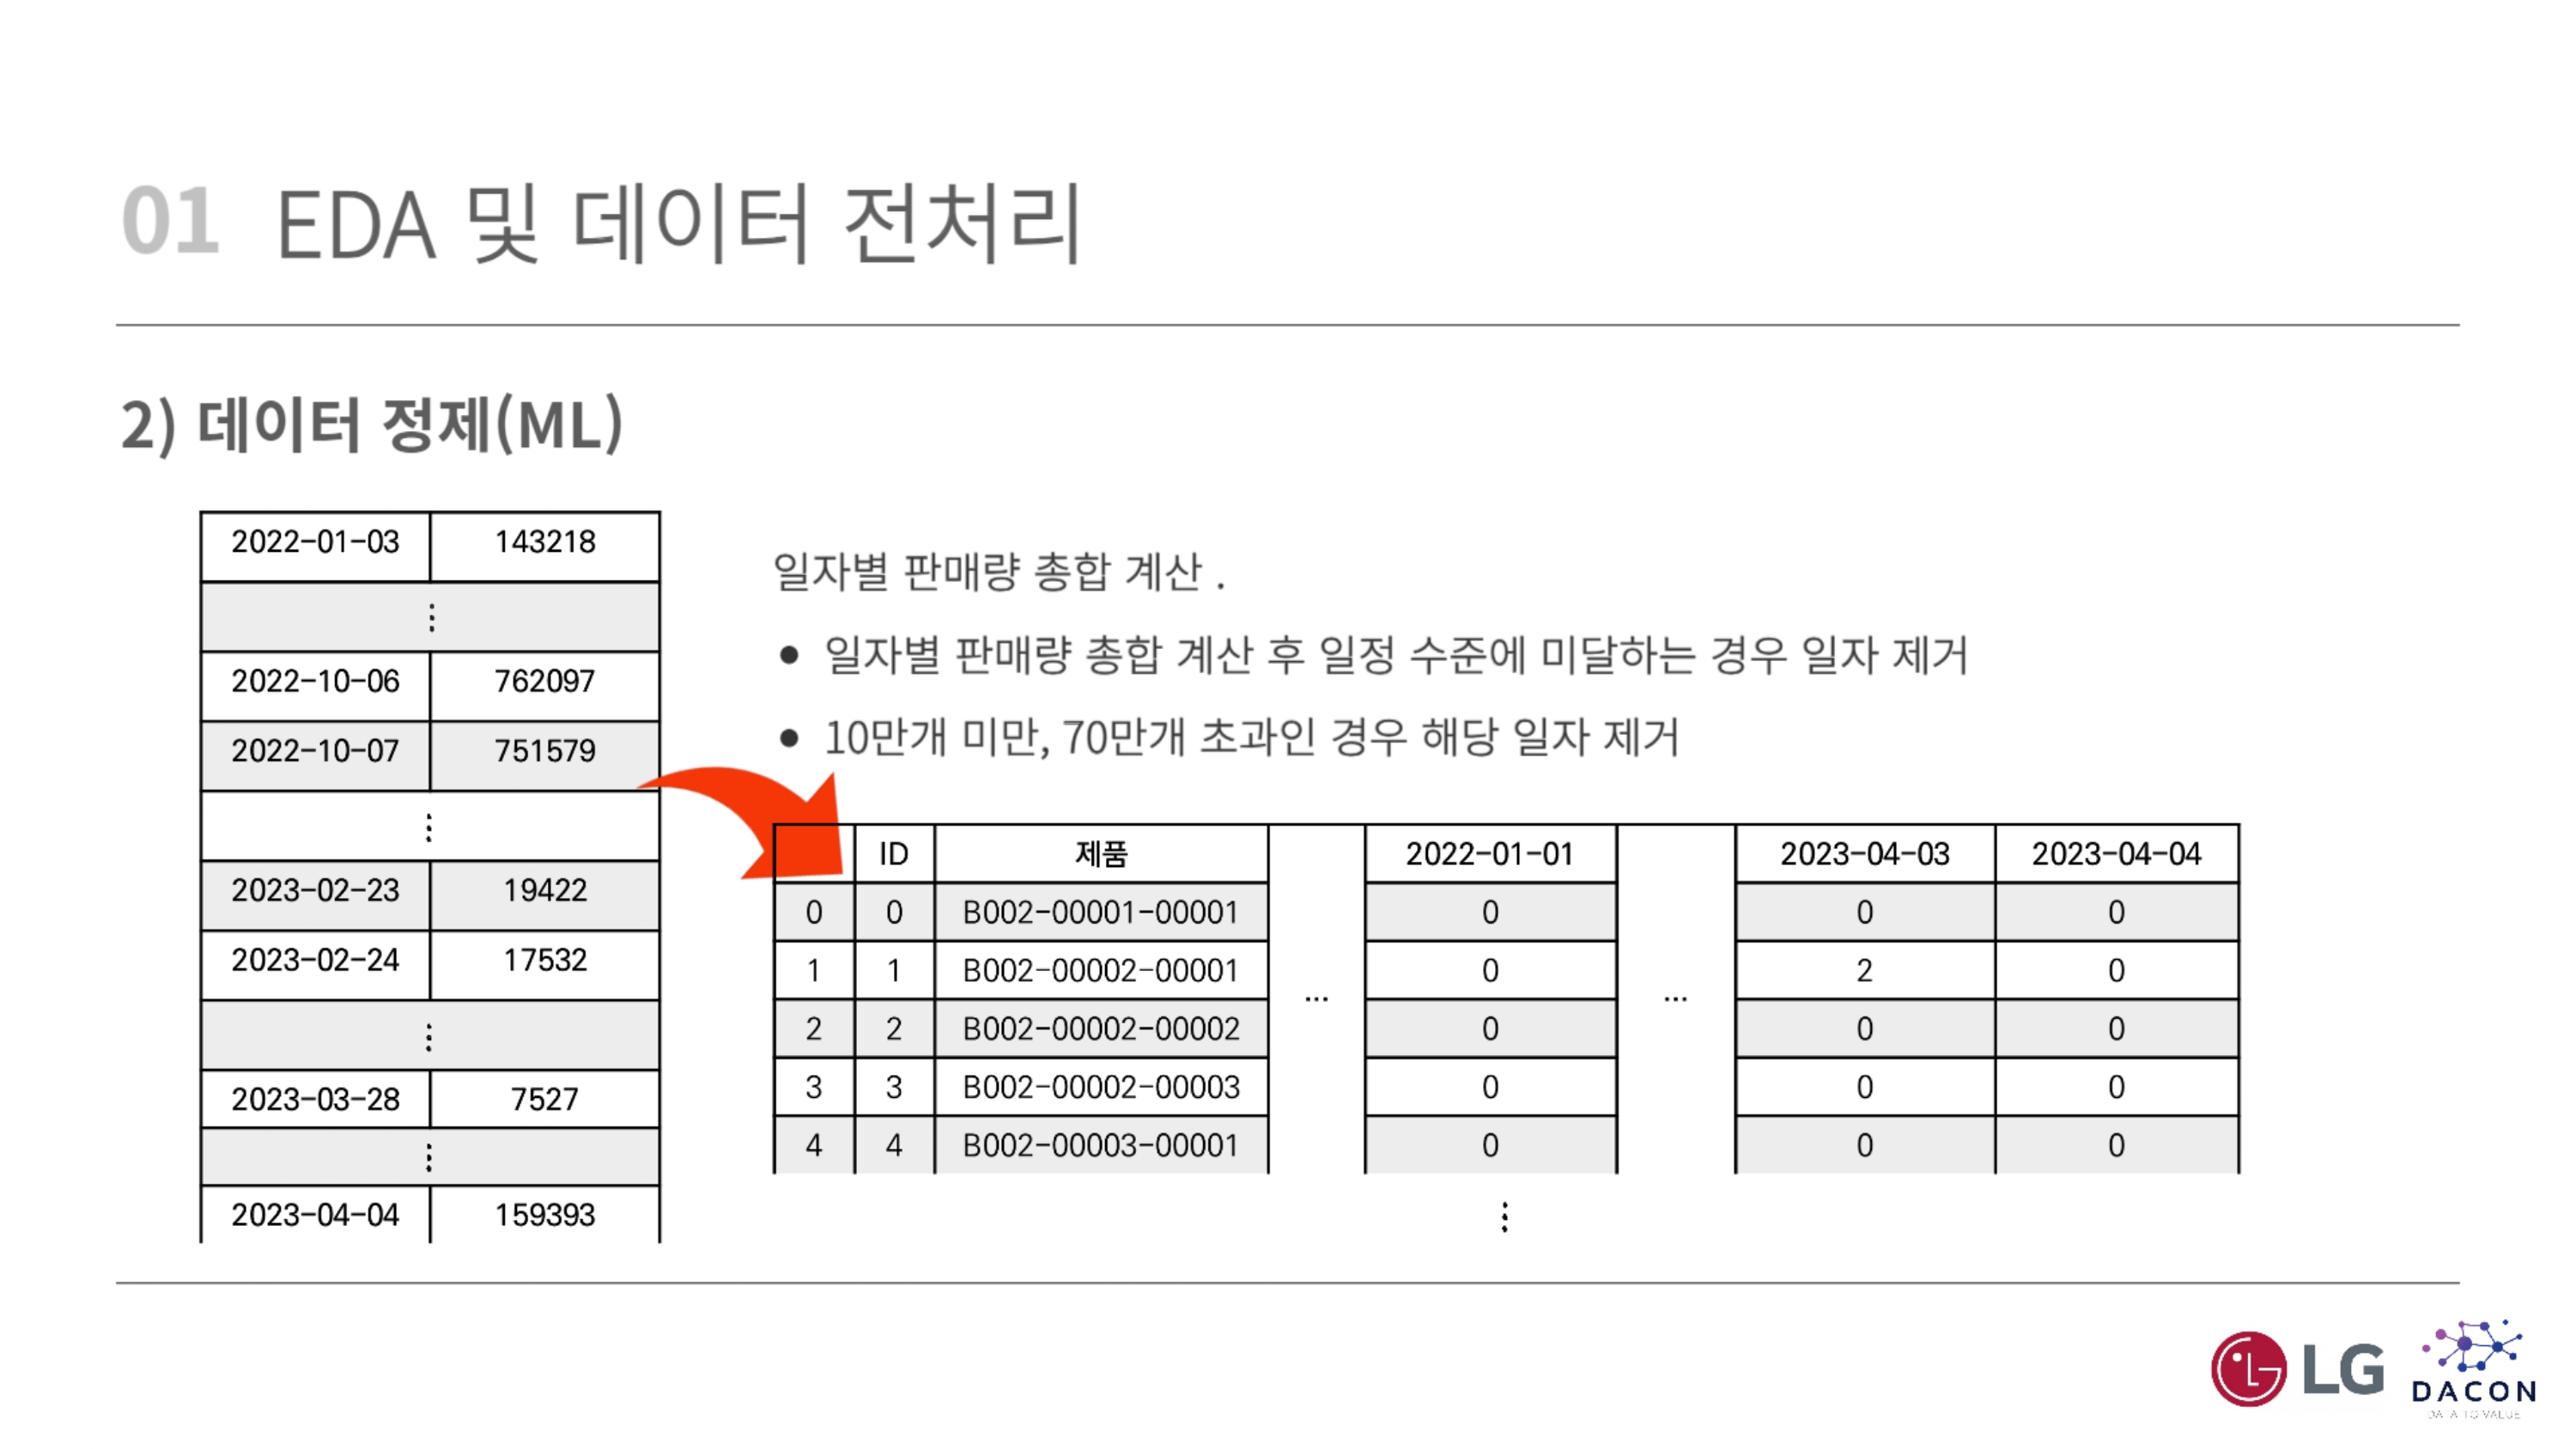 01 EDA 및 데이터 전처리
2) 데이터 정제(ML)
2022-01-03 143218
⋮
2022-10-06 762097
2022-10-07 751579
⋮
2023-02-23 19422
2023-02-24 17532
⋮
2023-03-28 7527
⋮
2023-04-04 159393
일자별 판매량 총합 계산 .
● 일자별 판매량 총합 계산 후 일정 수준에 미달하는 경우 일자 제거
● 10만개 미만, 70만개 초과인 경우 해당 일자 제거
ID 제품 2022-01-01 2023-04-03 2023-04-04
0 0 B002-00001-00001 0 0 0
1 1 B002-00002-00001 ... 0 ... 2 0
2 2 B002-00002-00002 0 0 0
3 3 B002-00002-00003 0 0 0
4 4 B002-00003-00001 0 0 0
⋮
LG
DACON
DATA TO VALUE